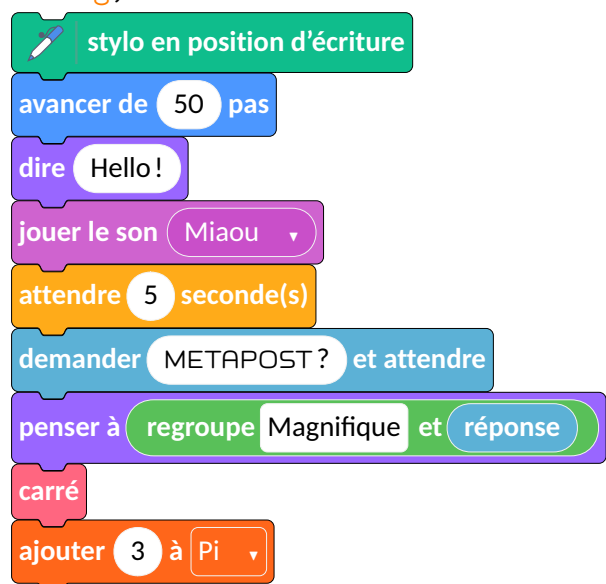 stylo en position d'écriture
avancer de 50 pas
dire Hello !
jouer le son Miaou
attendre 5 seconde(s)
demander METAPOST ? et attendre
penser à regroupe Magnifique et réponse
carré
ajouter 3 à Pi